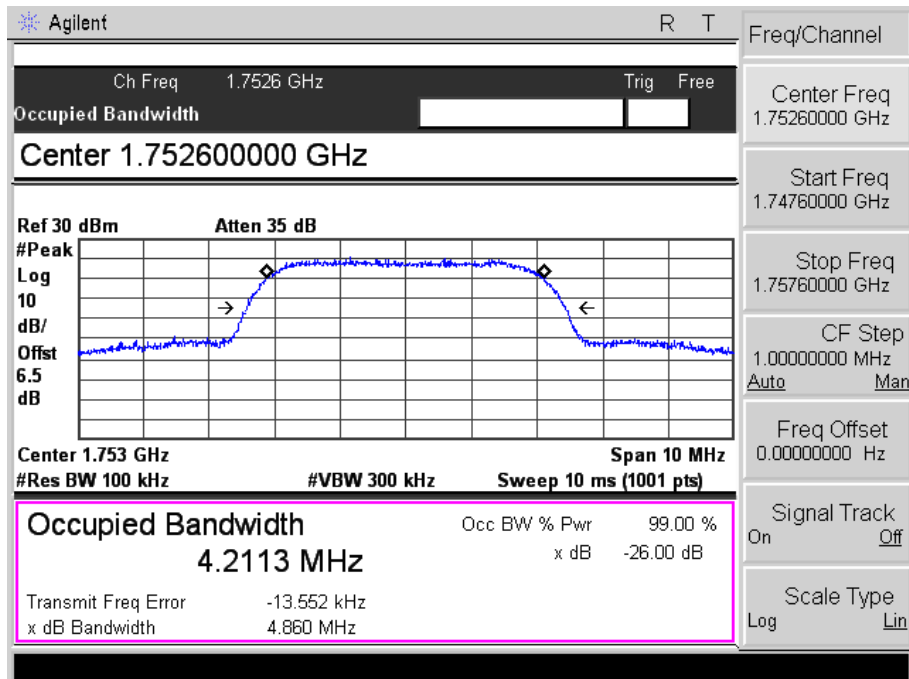 Agilent R T
Ch Freq 1.7526 GHz Trig Free
Occupied Bandwidth
Center 1.752600000 GHz
Ref 30 dBm Atten 35 dB
#Peak
Log
10
dB/
Offst
6.5
dB
Center 1.753 GHz Span 10 MHz
#Res BW 100 kHz #VBW 300 kHz Sweep 10 ms (1001 pts)
Occupied Bandwidth Occ BW % Pwr 99.00 %
4.2113 MHz x dB -26.00 dB
Transmit Freq Error -13.552 kHz
x dB Bandwidth 4.860 MHz
Freq/Channel
Center Freq
1.75260000 GHz
Start Freq
1.74760000 GHz
Stop Freq
1.75760000 GHz
CF Step
1.00000000 MHz
Auto Man
Freq Offset
0.00000000 Hz
Signal Track
On Off
Scale Type
Log Lin